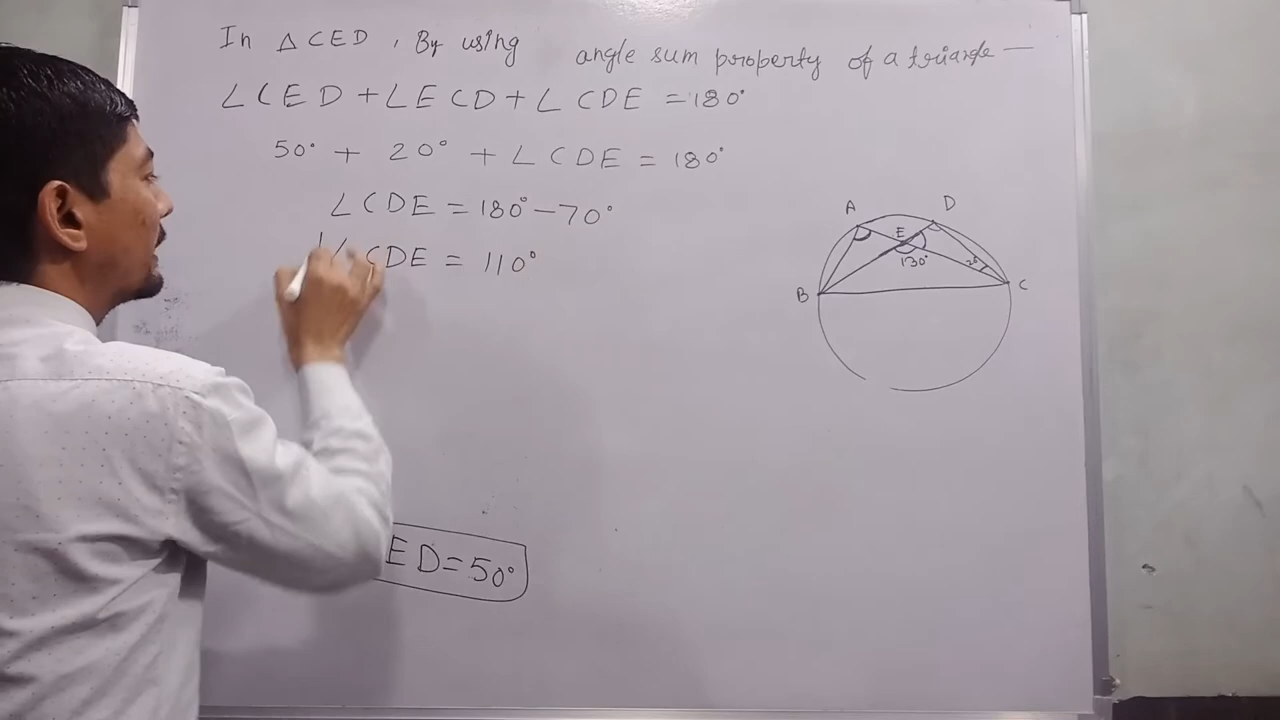 In △CED, By using angle sum property of a triangle —
∠CED + ∠ECD + ∠CDE = 180°
50° + 20° + ∠CDE = 180°
∠CDE = 180° – 70°
∠CDE = 110°
A
D
E
130°
20°
B
C
ED = 50°